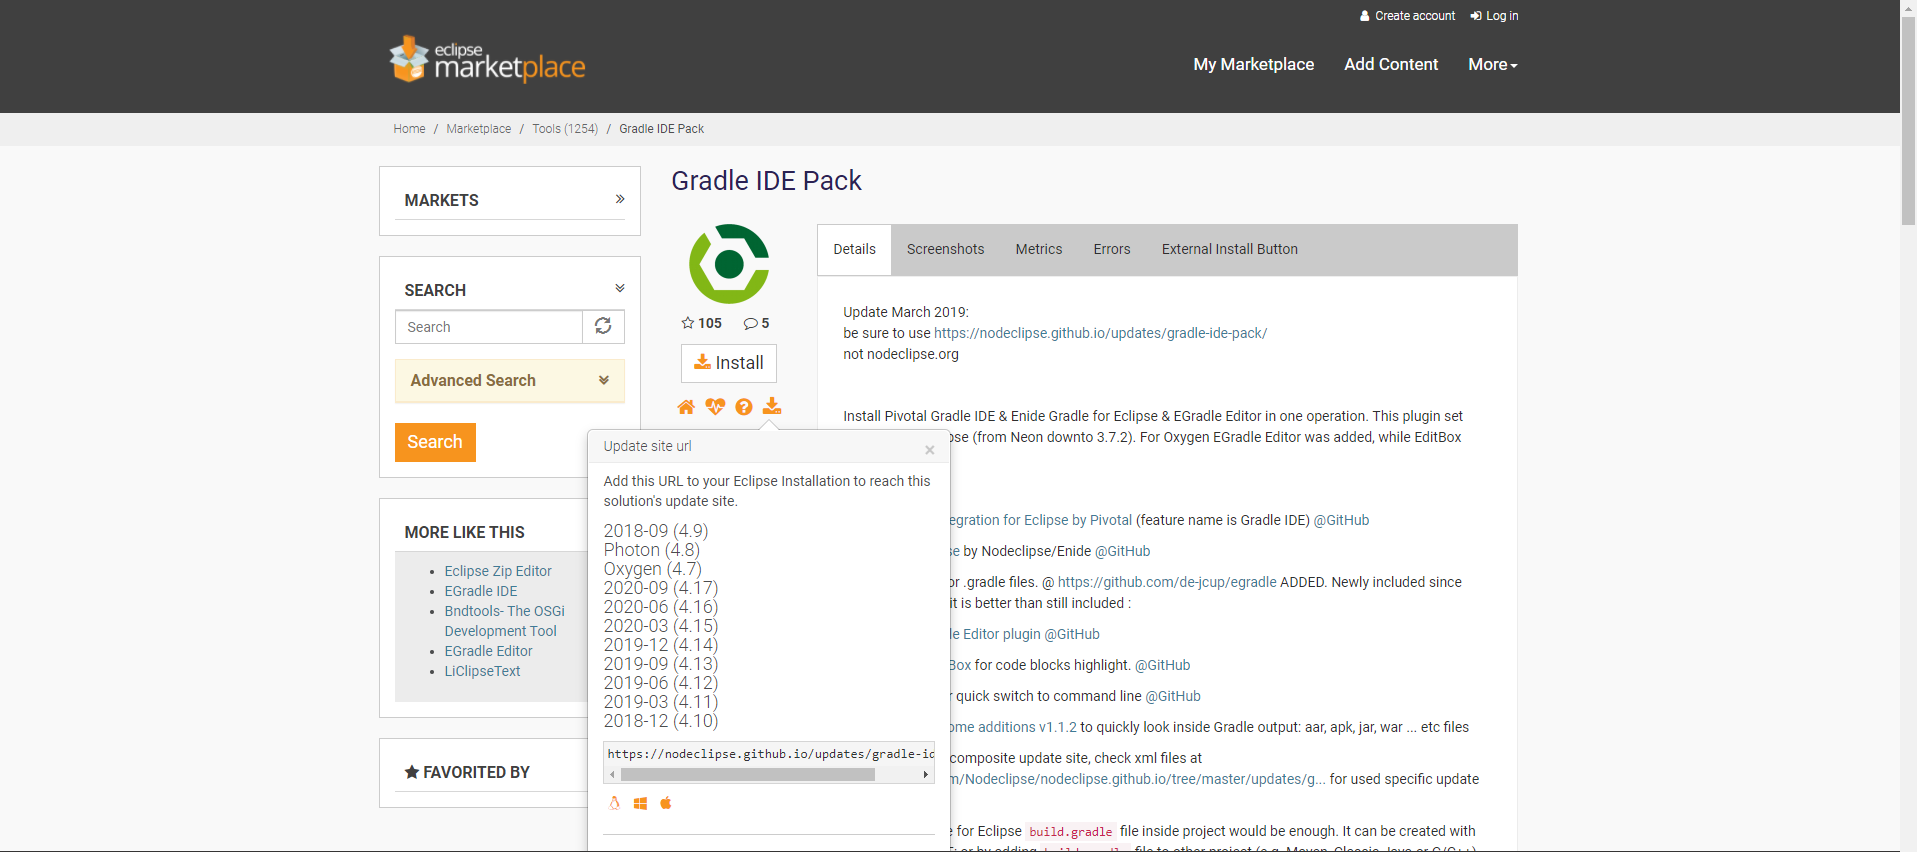 Create account Log in
eclipse
marketplace
My Marketplace Add Content More
Home / Marketplace / Tools (1254) / Gradle IDE Pack
MARKETS
SEARCH
Search
Advanced Search
Search
MORE LIKE THIS
Eclipse Zip Editor
EGradle IDE
Bndtools- The OSGi
Development Tool
EGradle Editor
LiClipseText
FAVORITED BY
Gradle IDE Pack
105 5
Install
Update site url ×
Add this URL to your Eclipse Installation to reach this
solution's update site.
2018-09 (4.9)
Photon (4.8)
Oxygen (4.7)
2020-09 (4.17)
2020-06 (4.16)
2020-03 (4.15)
2019-12 (4.14)
2019-09 (4.13)
2019-06 (4.12)
2019-03 (4.11)
2018-12 (4.10)
https://nodeclipse.github.io/updates/gradle-id
Details Screenshots Metrics Errors External Install Button
Update March 2019:
be sure to use https://nodeclipse.github.io/updates/gradle-ide-pack/
not nodeclipse.org
Install Pivotal Gradle IDE & Enide Gradle for Eclipse & EGradle Editor in one operation. This plugin set
pse (from Neon downto 3.7.2). For Oxygen EGradle Editor was added, while EditBox
egration for Eclipse by Pivotal (feature name is Gradle IDE) @GitHub
se by Nodeclipse/Enide @GitHub
or .gradle files. @ https://github.com/de-jcup/egradle ADDED. Newly included since
it is better than still included :
le Editor plugin @GitHub
Box for code blocks highlight. @GitHub
r quick switch to command line @GitHub
ome additions v1.1.2 to quickly look inside Gradle output: aar, apk, jar, war ... etc files
composite update site, check xml files at
m/Nodeclipse/nodeclipse.github.io/tree/master/updates/g... for used specific update
e for Eclipse build.gradle file inside project would be enough. It can be created with